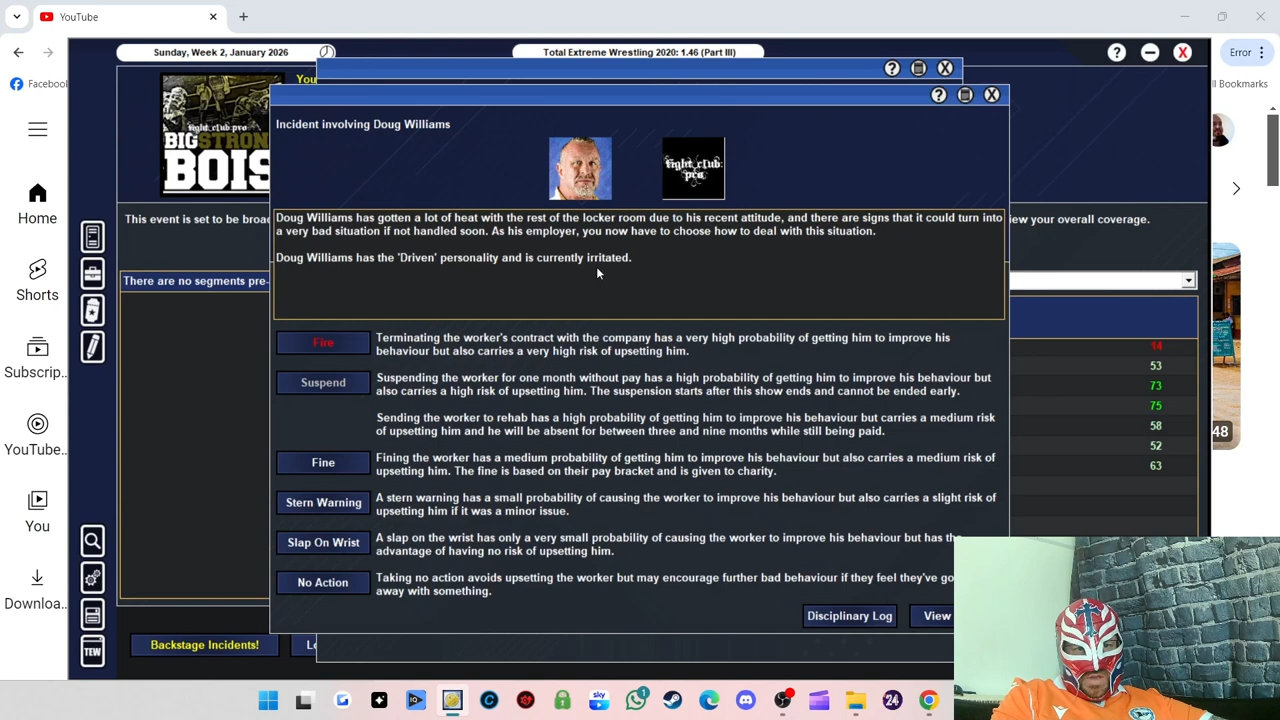 YouTube
Error
Facebook
All Bookmarks
Home
Shorts
Subscrip...
YouTube...
You
Downloa...
Sunday, Week 2, January 2026
Total Extreme Wrestling 2020: 1.46 (Part III)
You
fight club pro
BIG STRONG
BOIS
This event is set to be broad
view your overall coverage.
There are no segments pre-
14
53
73
75
58
52
63
48
Incident involving Doug Williams
fight club
pro
Doug Williams has gotten a lot of heat with the rest of the locker room due to his recent attitude, and there are signs that it could turn into
a very bad situation if not handled soon. As his employer, you now have to choose how to deal with this situation.
Doug Williams has the 'Driven' personality and is currently irritated.
Fire
Terminating the worker's contract with the company has a very high probability of getting him to improve his
behaviour but also carries a very high risk of upsetting him.
Suspend
Suspending the worker for one month without pay has a high probability of getting him to improve his behaviour but
also carries a high risk of upsetting him. The suspension starts after this show ends and cannot be ended early.
Sending the worker to rehab has a high probability of getting him to improve his behaviour but carries a medium risk
of upsetting him and he will be absent for between three and nine months while still being paid.
Fine
Fining the worker has a medium probability of getting him to improve his behaviour but also carries a medium risk of
upsetting him. The fine is based on their pay bracket and is given to charity.
Stern Warning
A stern warning has a small probability of causing the worker to improve his behaviour but also carries a slight risk of
upsetting him if it was a minor issue.
Slap On Wrist
A slap on the wrist has only a very small probability of causing the worker to improve his behaviour but has the
advantage of having no risk of upsetting him.
No Action
Taking no action avoids upsetting the worker but may encourage further bad behaviour if they feel they've go
away with something.
Disciplinary Log
View
Backstage Incidents!
Lo
TEW
sky
24